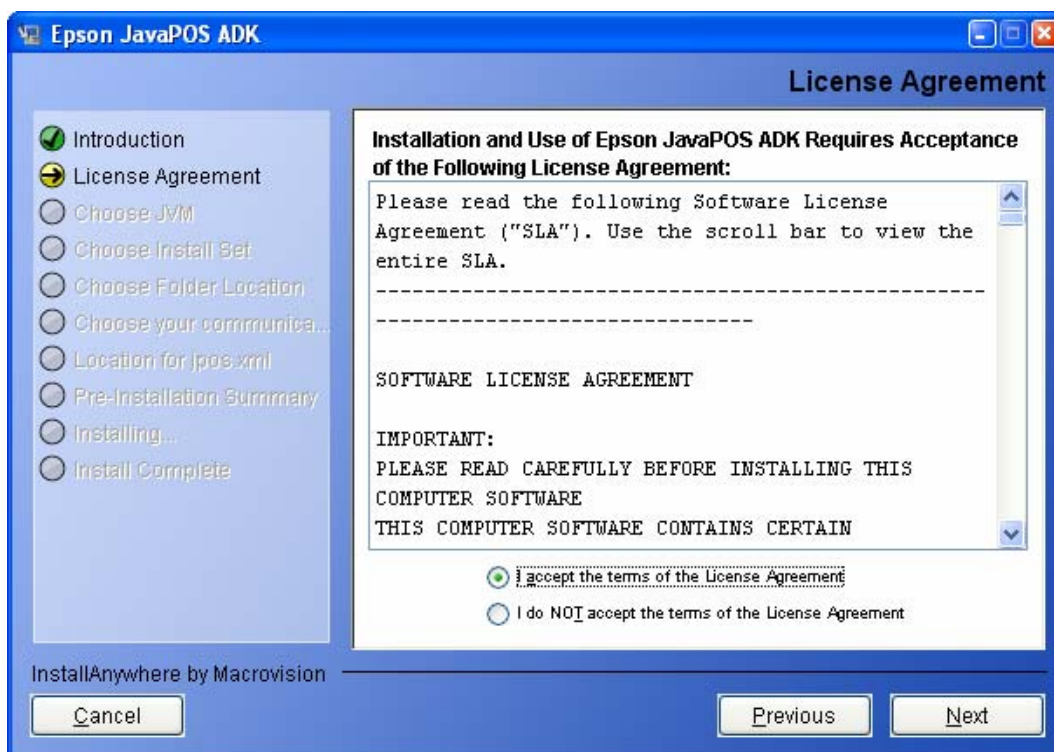 Epson JavaPOS ADK
License Agreement
Introduction
License Agreement
Choose JVM
Choose Install Set
Choose Folder Location
Choose your communica...
Location for jpos.xml
Pre-Installation Summary
Installing...
Install Complete
Installation and Use of Epson JavaPOS ADK Requires Acceptance
of the Following License Agreement:
Please read the following Software License
Agreement ("SLA"). Use the scroll bar to view the
entire SLA.
-------------------------------------------------
------------------------------
SOFTWARE LICENSE AGREEMENT
IMPORTANT:
PLEASE READ CAREFULLY BEFORE INSTALLING THIS
COMPUTER SOFTWARE
THIS COMPUTER SOFTWARE CONTAINS CERTAIN
I accept the terms of the License Agreement
I do NOT accept the terms of the License Agreement
InstallAnywhere by Macrovision
Cancel
Previous
Next